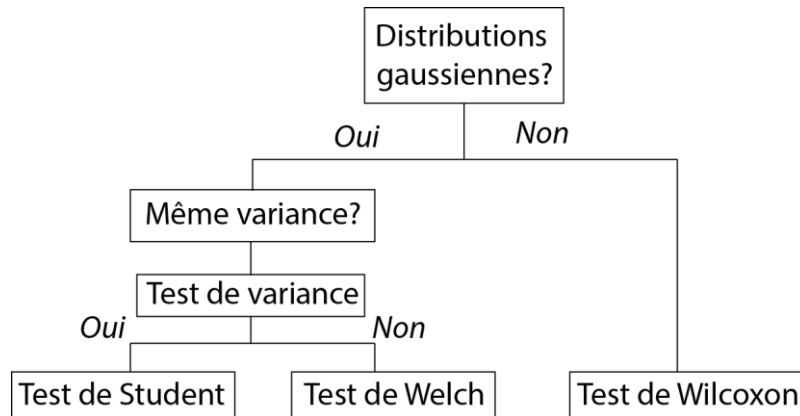 Distributions
gaussiennes?
Oui
Non
Même variance?
Test de variance
Oui
Non
Test de Student
Test de Welch
Test de Wilcoxon